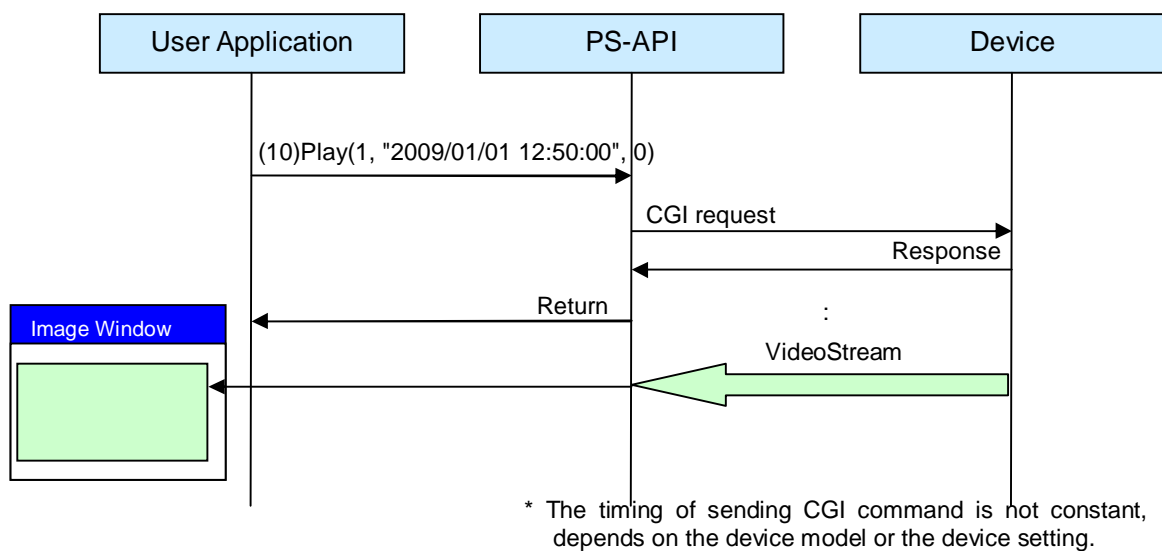 User Application
PS-API
Device
(10)Play(1, "2009/01/01 12:50:00", 0)
CGI request
Response
Return
:
Image Window
VideoStream
* The timing of sending CGI command is not constant,
depends on the device model or the device setting.